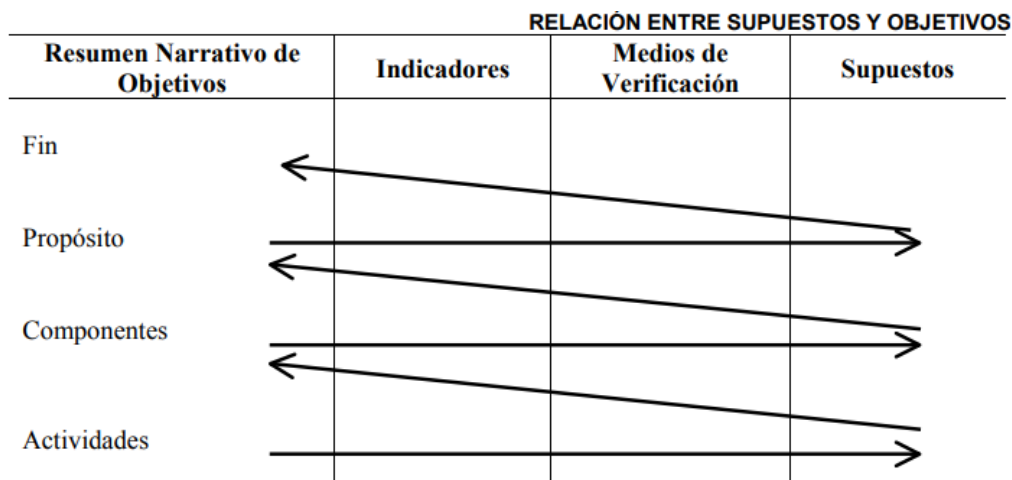 RELACIÓN ENTRE SUPUESTOS Y OBJETIVOS
Resumen Narrativo de
Objetivos
Indicadores
Medios de
Verificación
Supuestos
Fin
Propósito
Componentes
Actividades